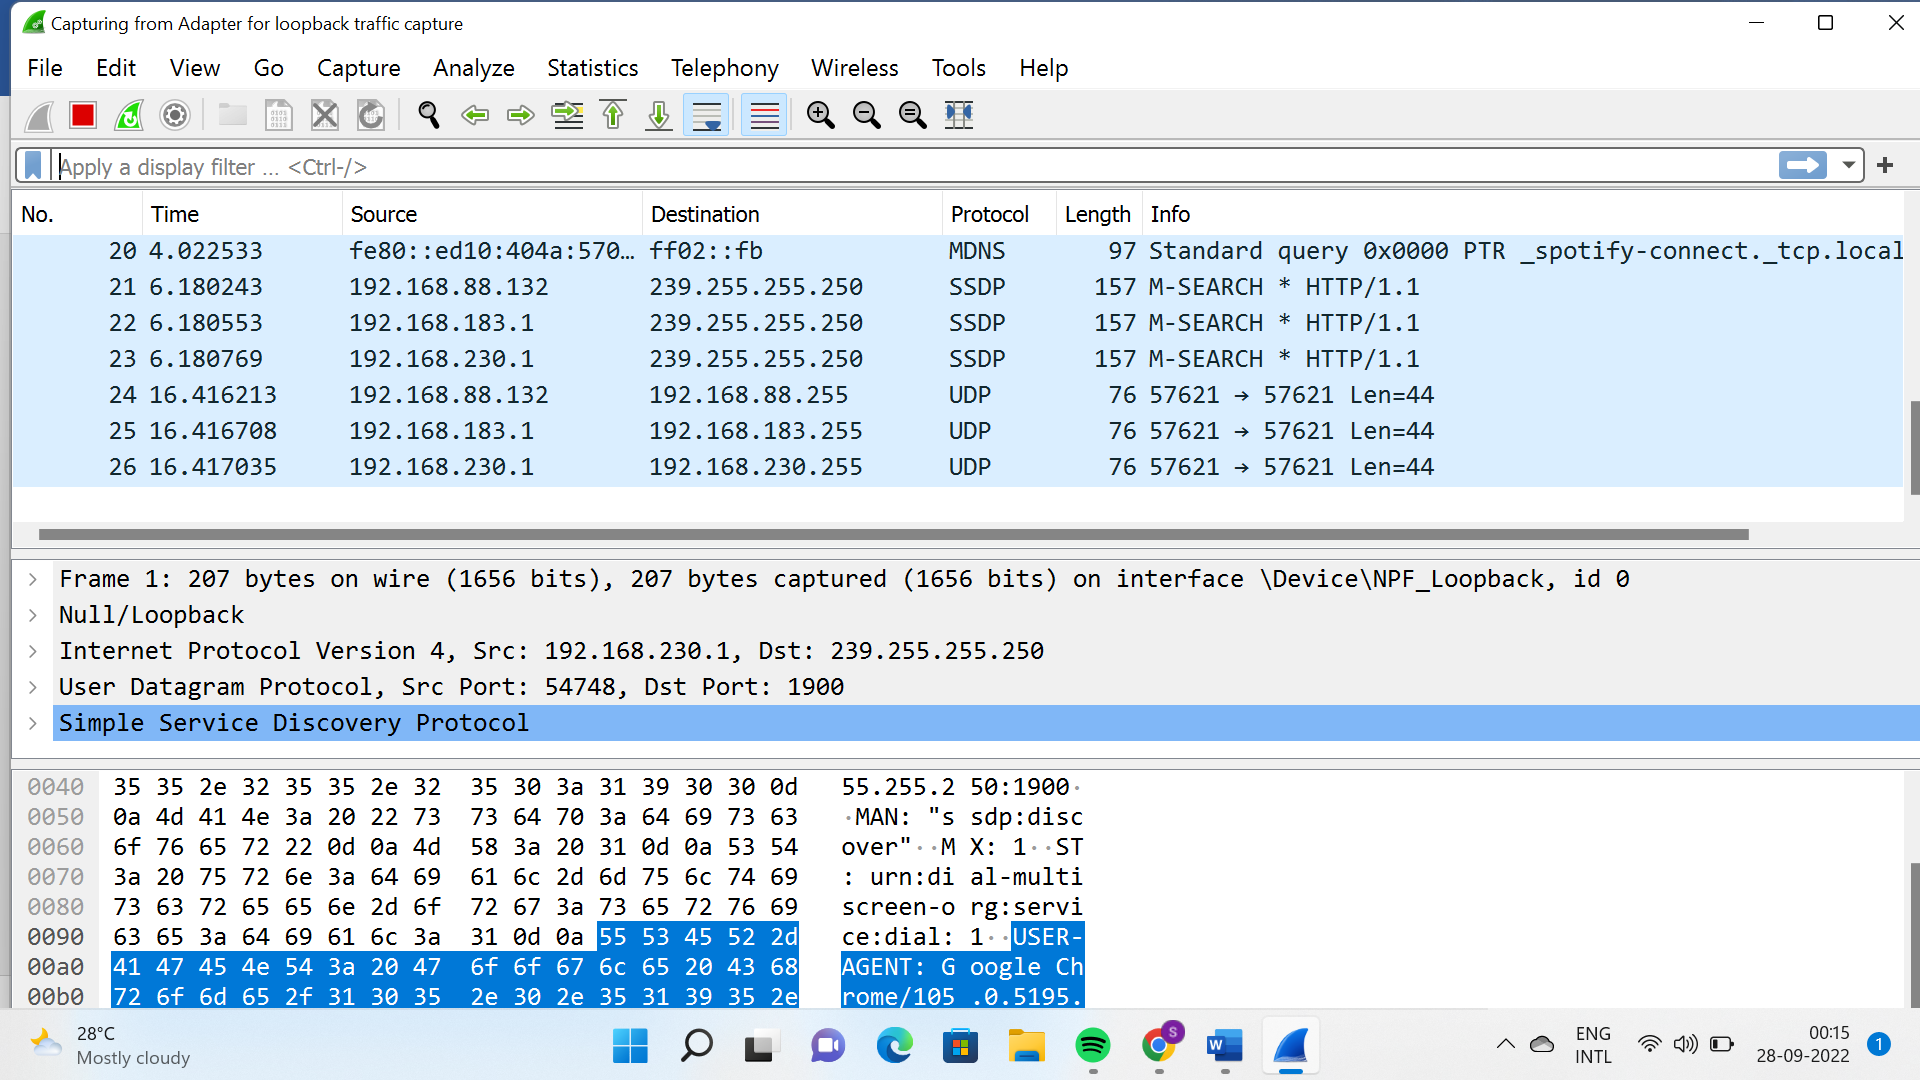 Capturing from Adapter for loopback traffic capture
File Edit View Go Capture Analyze Statistics Telephony Wireless Tools Help
Apply a display filter ... <Ctrl-/>
No. Time Source Destination Protocol Length Info
20 4.022533 fe80::ed10:404a:570… ff02::fb MDNS 97 Standard query 0x0000 PTR _spotify-connect._tcp.local
21 6.180243 192.168.88.132 239.255.255.250 SSDP 157 M-SEARCH * HTTP/1.1
22 6.180553 192.168.183.1 239.255.255.250 SSDP 157 M-SEARCH * HTTP/1.1
23 6.180769 192.168.230.1 239.255.255.250 SSDP 157 M-SEARCH * HTTP/1.1
24 16.416213 192.168.88.132 192.168.88.255 UDP 76 57621 → 57621 Len=44
25 16.416708 192.168.183.1 192.168.183.255 UDP 76 57621 → 57621 Len=44
26 16.417035 192.168.230.1 192.168.230.255 UDP 76 57621 → 57621 Len=44
Frame 1: 207 bytes on wire (1656 bits), 207 bytes captured (1656 bits) on interface \Device\NPF_Loopback, id 0
Null/Loopback
Internet Protocol Version 4, Src: 192.168.230.1, Dst: 239.255.255.250
User Datagram Protocol, Src Port: 54748, Dst Port: 1900
Simple Service Discovery Protocol
0040 35 35 2e 32 35 35 2e 32 35 30 3a 31 39 30 30 0d 55.255.2 50:1900·
0050 0a 4d 41 4e 3a 20 22 73 73 64 70 3a 64 69 73 63 ·MAN: "s sdp:disc
0060 6f 76 65 72 22 0d 0a 4d 58 3a 20 31 0d 0a 53 54 over"··M X: 1··ST
0070 3a 20 75 72 6e 3a 64 69 61 6c 2d 6d 75 6c 74 69 : urn:di al-multi
0080 73 63 72 65 65 6e 2d 6f 72 67 3a 73 65 72 76 69 screen-o rg:servi
0090 63 65 3a 64 69 61 6c 3a 31 0d 0a 55 53 45 52 2d ce:dial: 1··USER-
00a0 41 47 45 4e 54 3a 20 47 6f 6f 67 6c 65 20 43 68 AGENT: G oogle Ch
00b0 72 6f 6d 65 2f 31 30 35 2e 30 2e 35 31 39 35 2e rome/105 .0.5195.
28°C
Mostly cloudy
S
W
ENG
INTL
00:15
28-09-2022
1